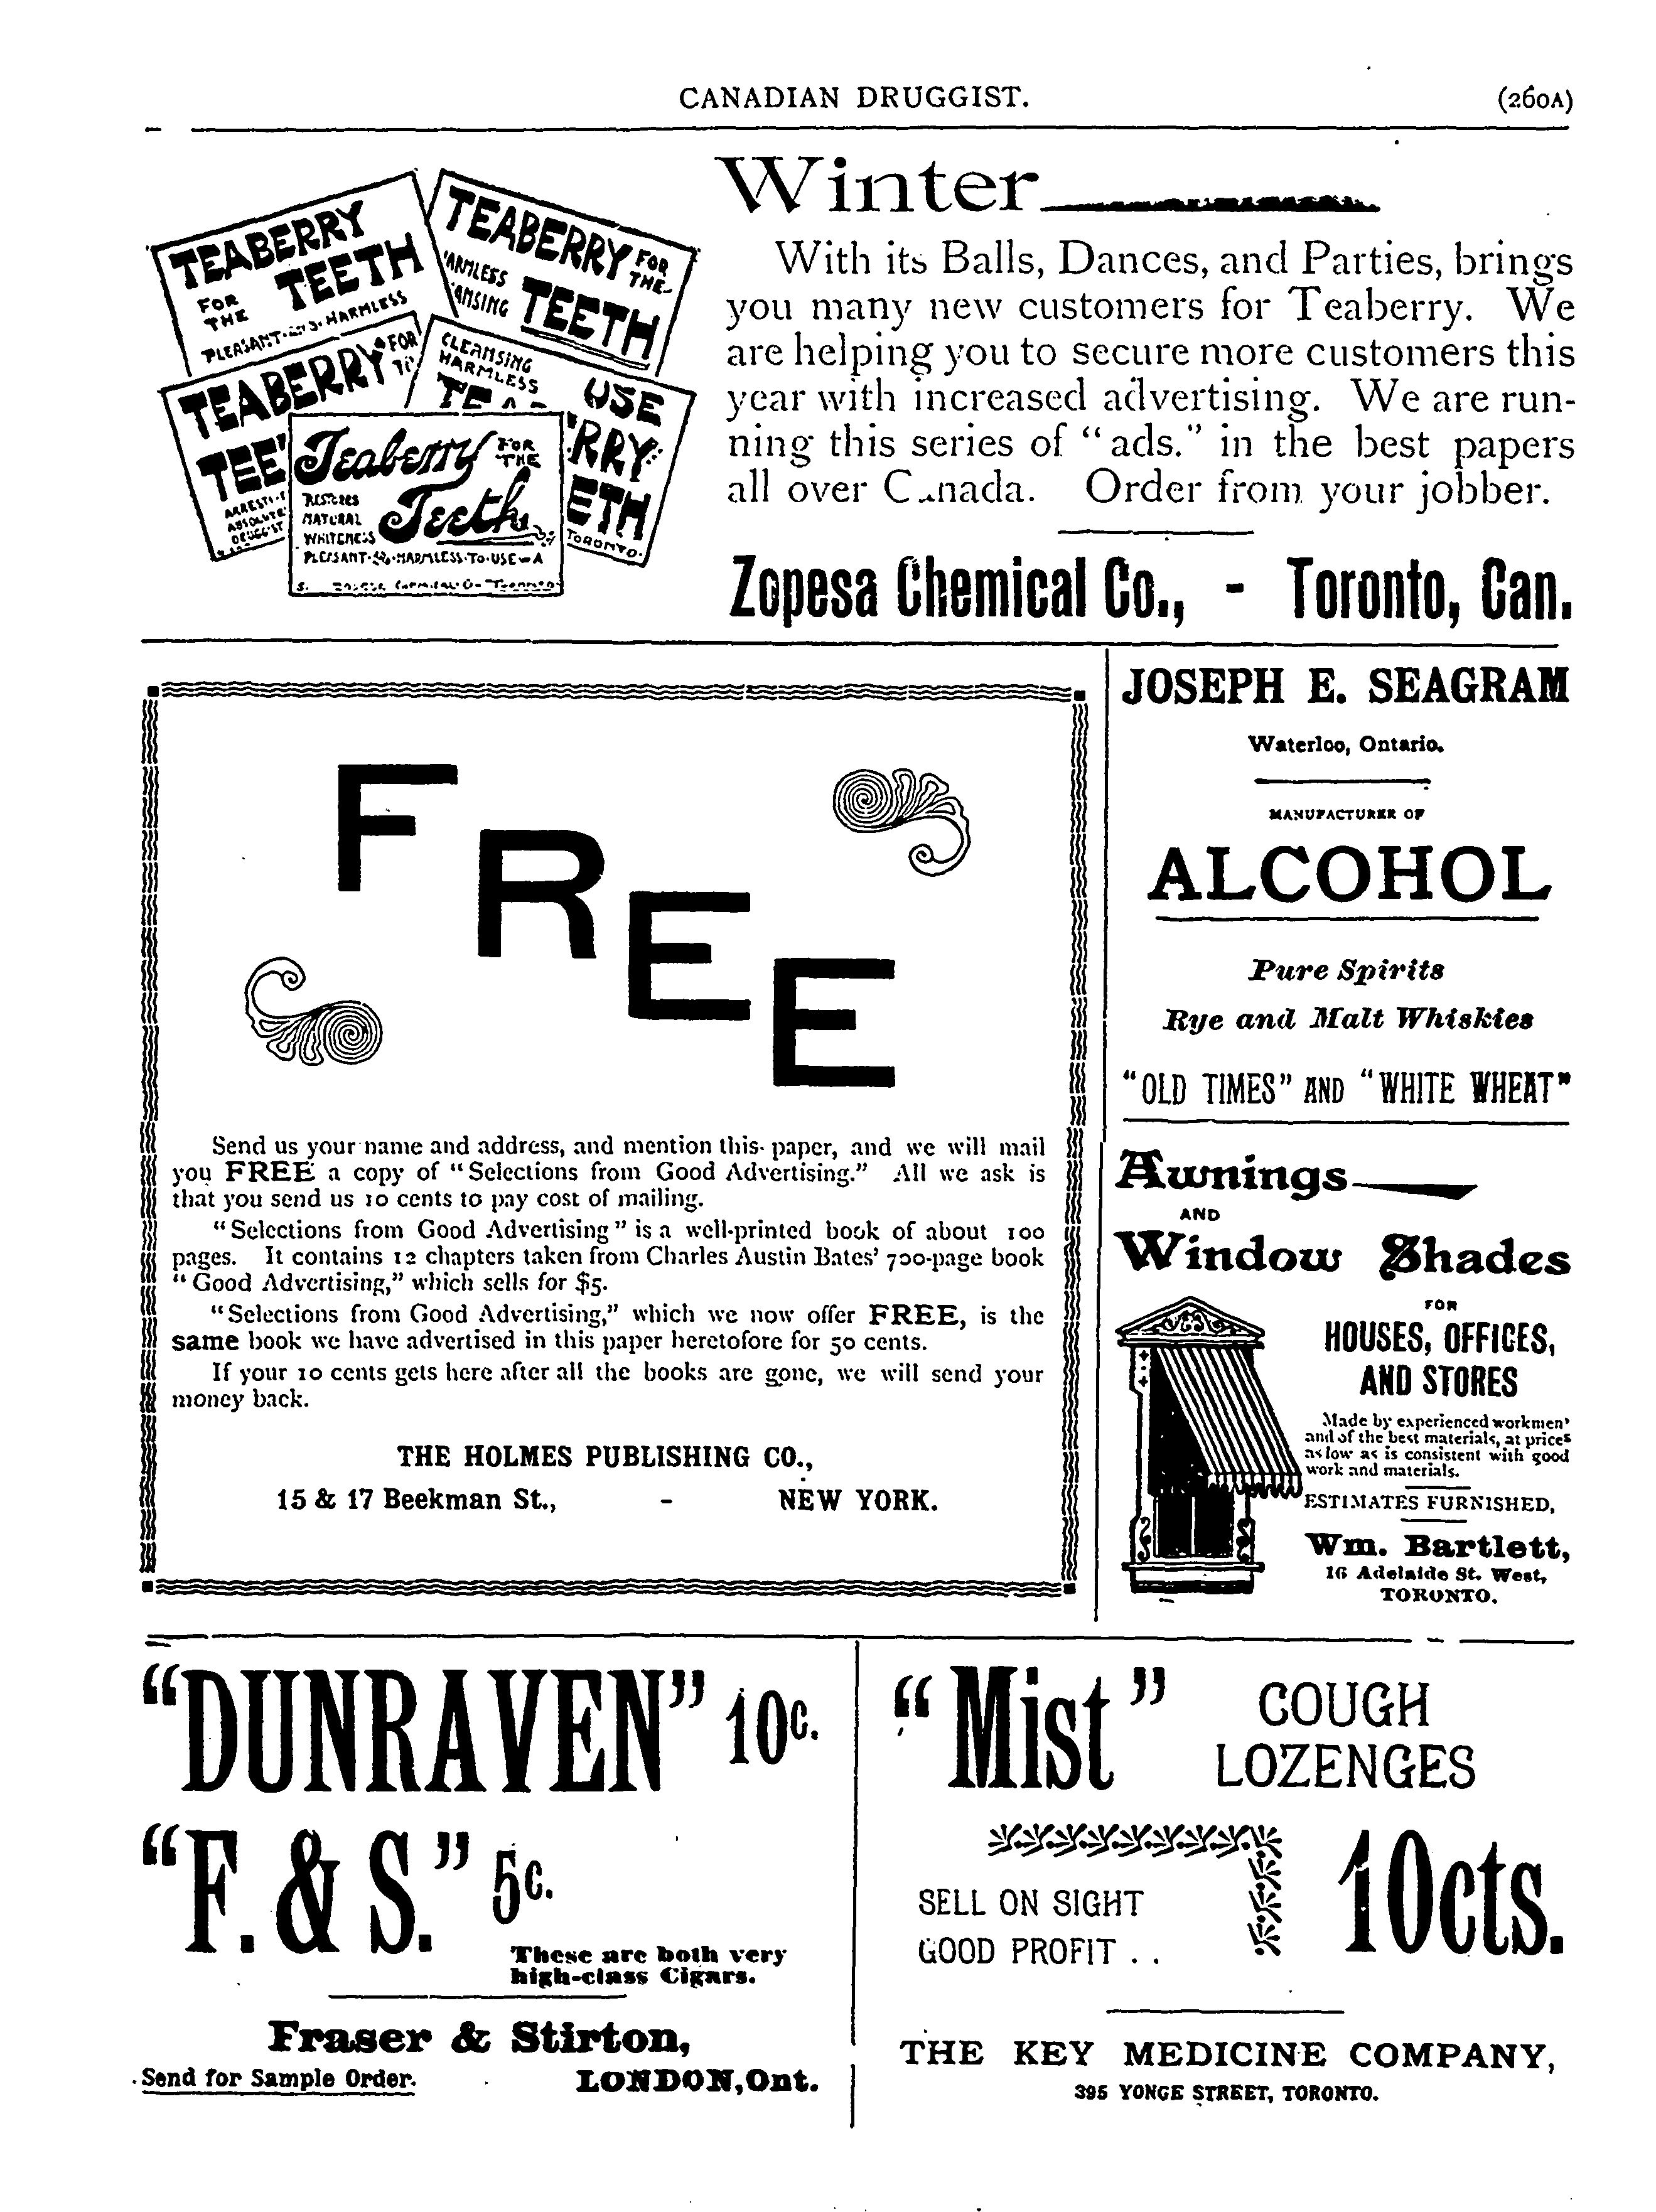 CANADIAN DRUGGIST.
(260A)
TEABERRY
FOR THE TEETH
PLEASANT HARMLESS
TEABERRY FOR THE
TEETH
TEABERRY FOR
CLEANSING
HARMLESS
USE
TORONTO.
Teaberry FOR THE
Teeth
RESTORES
NATURAL
WHITENESS
PLEASANT & HARMLESS TO USE
Winter
With its Balls, Dances, and Parties, brings
you many new customers for Teaberry. We
are helping you to secure more customers this
year with increased advertising. We are run-
ning this series of "ads." in the best papers
all over Canada. Order from your jobber.
Zopesa Chemical Co., - Toronto, Can.
FREE
Send us your name and address, and mention this paper, and we will mail
you FREE a copy of "Selections from Good Advertising." All we ask is
that you send us 10 cents to pay cost of mailing.
"Selections from Good Advertising" is a well-printed book of about 100
pages. It contains 12 chapters taken from Charles Austin Bates' 700-page book
"Good Advertising," which sells for $5.
"Selections from Good Advertising," which we now offer FREE, is the
same book we have advertised in this paper heretofore for 50 cents.
If your 10 cents gets here after all the books are gone, we will send your
money back.
THE HOLMES PUBLISHING CO.,
15 & 17 Beekman St., - NEW YORK.
JOSEPH E. SEAGRAM
Waterloo, Ontario.
MANUFACTURER OF
ALCOHOL
Pure Spirits
Rye and Malt Whiskies
"OLD TIMES" AND "WHITE WHEAT"
Awnings
AND
Window Shades
FOR
HOUSES, OFFICES,
AND STORES
Made by experienced workmen'
and of the best materials, at prices
as low as is consistent with good
work and materials.
ESTIMATES FURNISHED,
Wm. Bartlett,
16 Adelaide St. West,
TORONTO.
"DUNRAVEN" 10c.
"F. & S." 5c.
These are both very
high-class Cigars.
Fraser & Stirton,
Send for Sample Order. LONDON, Ont.
"Mist" COUGH
LOZENGES
SELL ON SIGHT
GOOD PROFIT . .
10cts.
THE KEY MEDICINE COMPANY,
395 YONGE STREET, TORONTO.